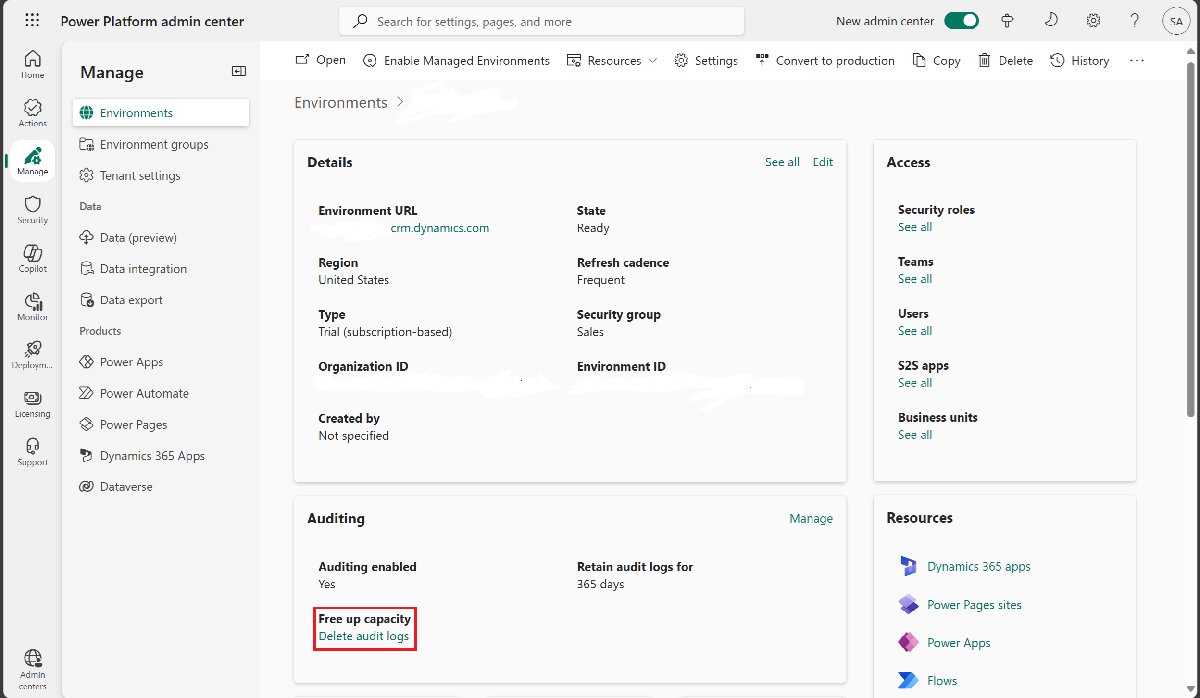 Power Platform admin center
Search for settings, pages, and more
New admin center
SA
Home
Actions
Manage
Security
Copilot
Monitor
Deploym...
Licensing
Support
Admin
centers
Manage
Environments
Environment groups
Tenant settings
Data
Data (preview)
Data integration
Data export
Products
Power Apps
Power Automate
Power Pages
Dynamics 365 Apps
Dataverse
Open
Enable Managed Environments
Resources
Settings
Convert to production
Copy
Delete
History
Environments
Details
See all
Edit
Environment URL
crm.dynamics.com
State
Ready
Region
United States
Refresh cadence
Frequent
Type
Trial (subscription-based)
Security group
Sales
Organization ID
Environment ID
Created by
Not specified
Access
Security roles
See all
Teams
See all
Users
See all
S2S apps
See all
Business units
See all
Auditing
Manage
Auditing enabled
Yes
Retain audit logs for
365 days
Free up capacity
Delete audit logs
Resources
Dynamics 365 apps
Power Pages sites
Power Apps
Flows